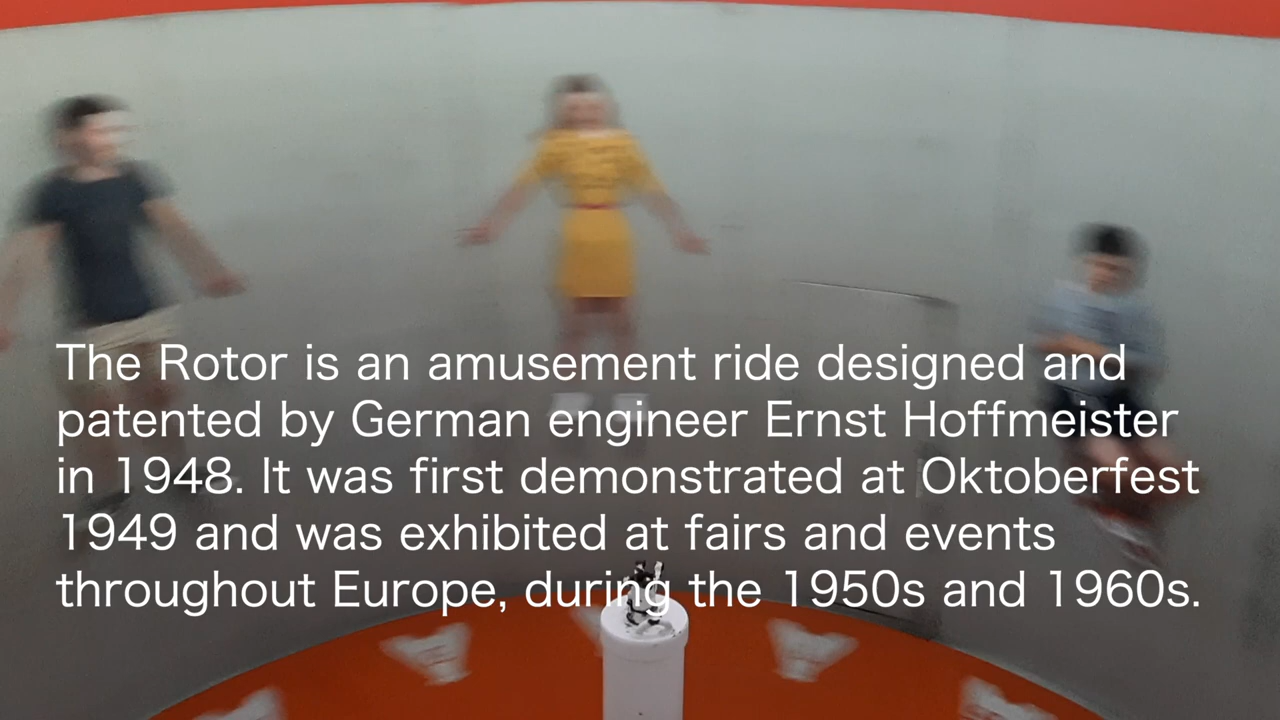 The Rotor is an amusement ride designed and
patented by German engineer Ernst Hoffmeister
in 1948. It was first demonstrated at Oktoberfest
1949 and was exhibited at fairs and events
throughout Europe, during the 1950s and 1960s.